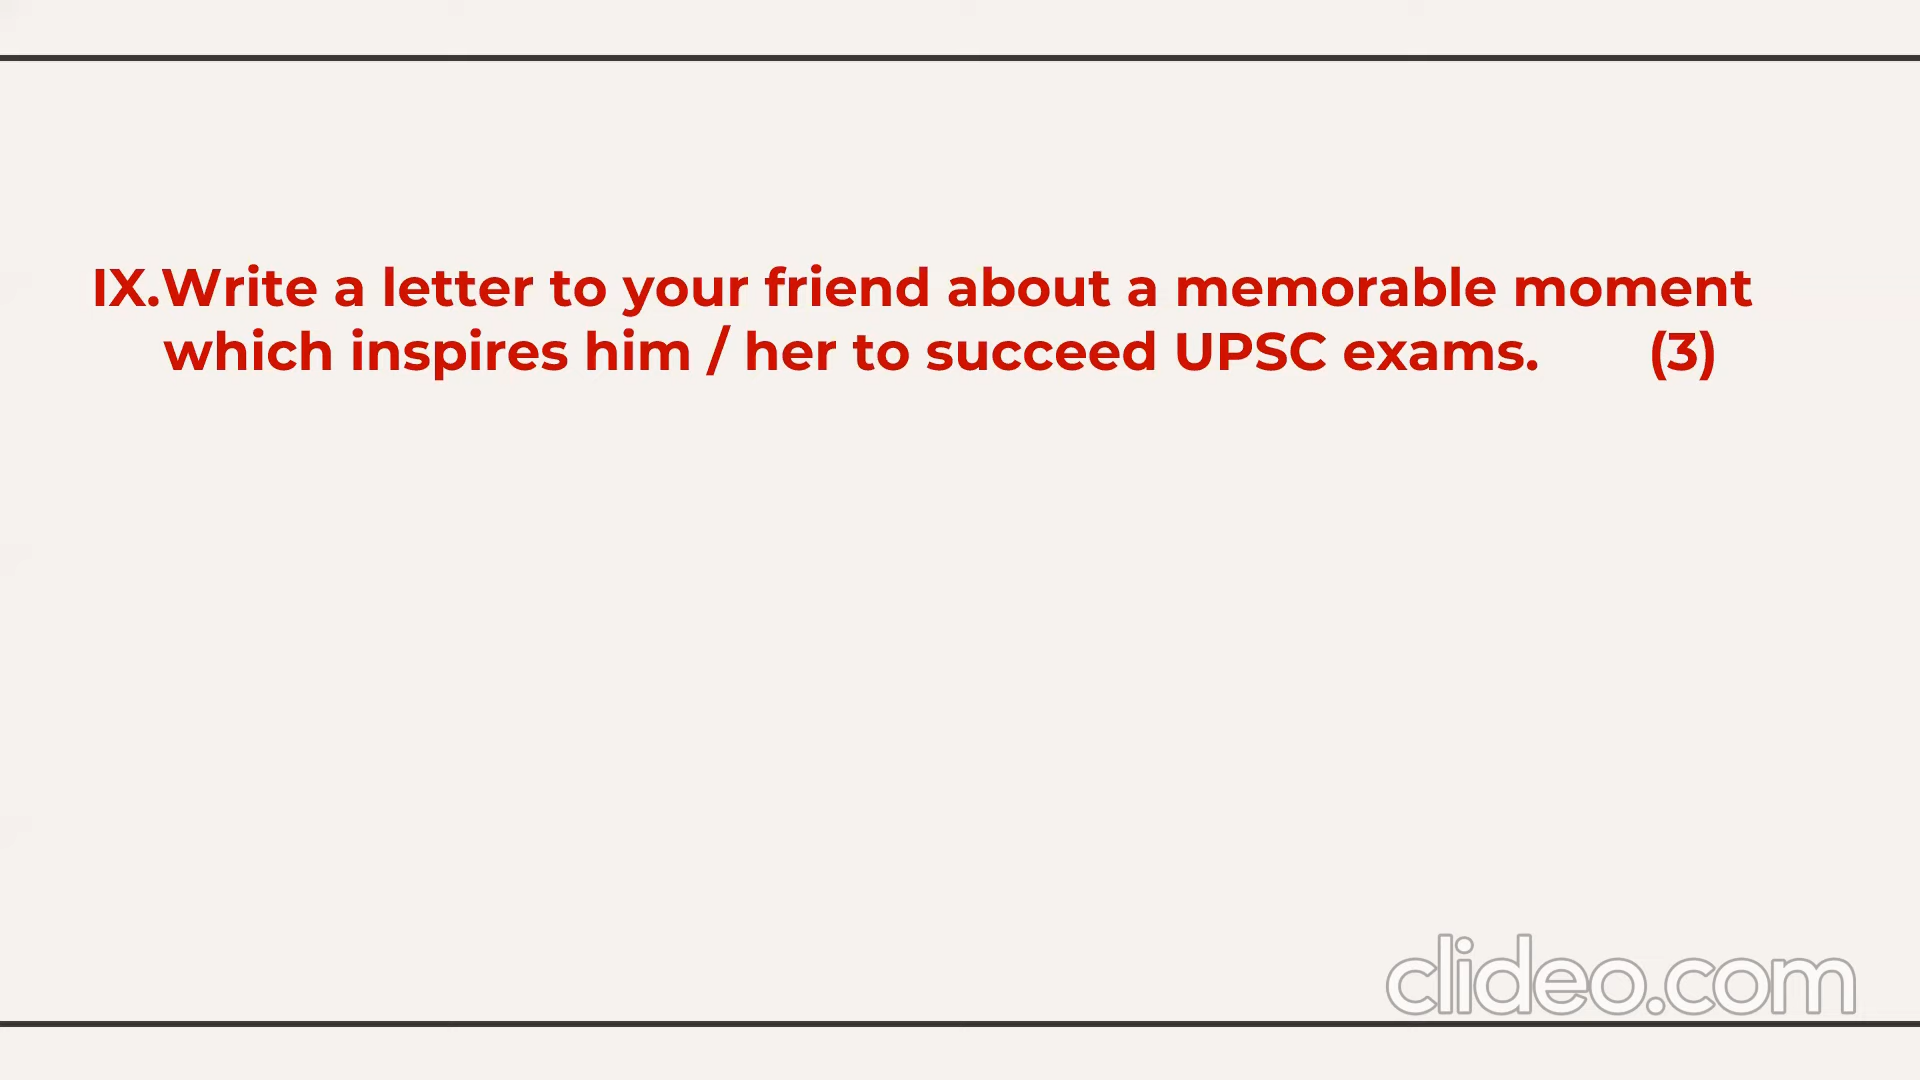 IX.Write a letter to your friend about a memorable moment
which inspires him / her to succeed UPSC exams. (3)
clideo.com